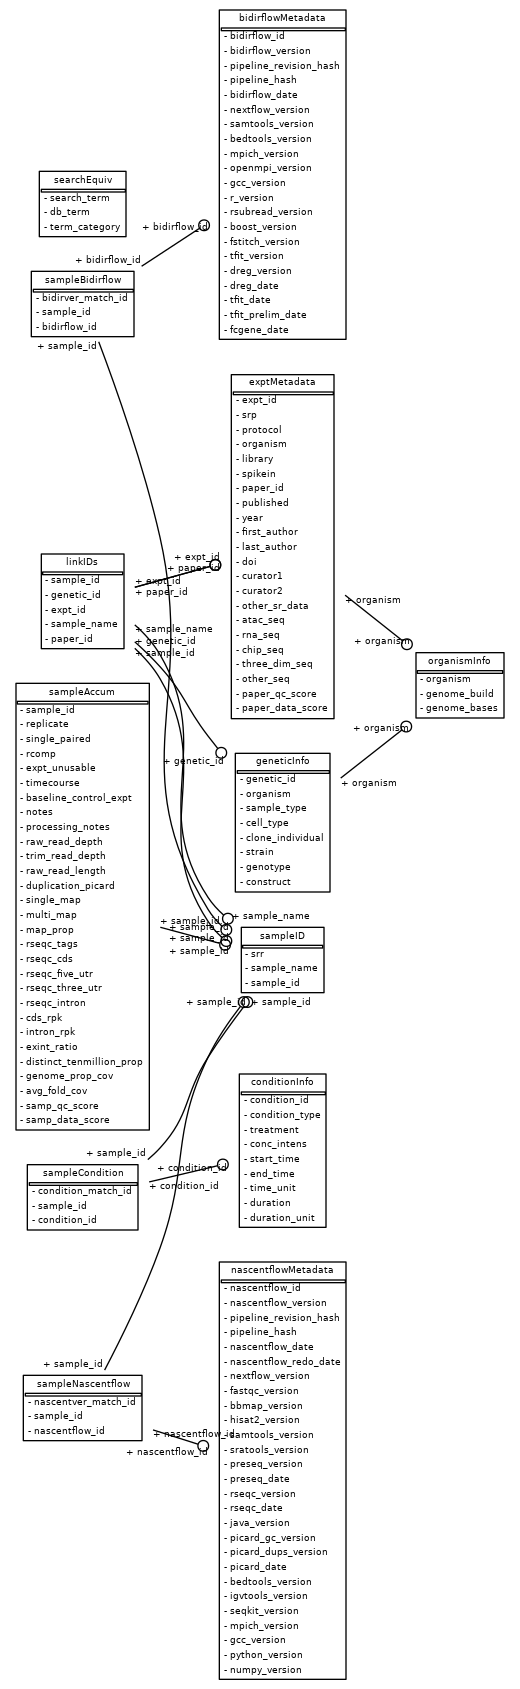 bidirflowMetadata
- bidirflow_id
- bidirflow_version
- pipeline_revision_hash
- pipeline_hash
- bidirflow_date
- nextflow_version
- samtools_version
- bedtools_version
- mpich_version
- openmpi_version
- gcc_version
- r_version
- rsubread_version
- boost_version
- fstitch_version
- tfit_version
- dreg_version
- dreg_date
- tfit_date
- tfit_prelim_date
- fcgene_date
searchEquiv
- search_term
- db_term
- term_category
+ bidirflow_id
+ bidirflow_id
sampleBidirflow
- bidirver_match_id
- sample_id
- bidirflow_id
+ sample_id
exptMetadata
- expt_id
- srp
- protocol
- organism
- library
- spikein
- paper_id
- published
- year
- first_author
- last_author
- doi
- curator1
- curator2
- other_sr_data
- atac_seq
- rna_seq
- chip_seq
- three_dim_seq
- other_seq
- paper_qc_score
- paper_data_score
linkIDs
- sample_id
- genetic_id
- expt_id
- sample_name
- paper_id
+ expt_id
+ paper_id
+ expt_id
+ paper_id
+ sample_name
+ genetic_id
+ sample_id
+ organism
+ organism
organismInfo
- organism
- genome_build
- genome_bases
+ organism
+ organism
sampleAccum
- sample_id
- replicate
- single_paired
- rcomp
- expt_unusable
- timecourse
- baseline_control_expt
- notes
- processing_notes
- raw_read_depth
- trim_read_depth
- raw_read_length
- duplication_picard
- single_map
- multi_map
- map_prop
- rseqc_tags
- rseqc_cds
- rseqc_five_utr
- rseqc_three_utr
- rseqc_intron
- cds_rpk
- intron_rpk
- exint_ratio
- distinct_tenmillion_prop
- genome_prop_cov
- avg_fold_cov
- samp_qc_score
- samp_data_score
+ genetic_id
geneticInfo
- genetic_id
- organism
- sample_type
- cell_type
- clone_individual
- strain
- genotype
- construct
+ sample_name
+ sample_id
+ sample_id
+ sample_id
+ sample_id
sampleID
- srr
- sample_name
- sample_id
+ sample_id
+ sample_id
conditionInfo
- condition_id
- condition_type
- treatment
- conc_intens
- start_time
- end_time
- time_unit
- duration
- duration_unit
+ sample_id
sampleCondition
- condition_match_id
- sample_id
- condition_id
+ condition_id
+ condition_id
nascentflowMetadata
- nascentflow_id
- nascentflow_version
- pipeline_revision_hash
- pipeline_hash
- nascentflow_date
- nascentflow_redo_date
- nextflow_version
- fastqc_version
- bbmap_version
- hisat2_version
- samtools_version
- sratools_version
- preseq_version
- preseq_date
- rseqc_version
- rseqc_date
- java_version
- picard_gc_version
- picard_dups_version
- picard_date
- bedtools_version
- igvtools_version
- seqkit_version
- mpich_version
- gcc_version
- python_version
- numpy_version
+ sample_id
sampleNascentflow
- nascentver_match_id
- sample_id
- nascentflow_id
+ nascentflow_id
+ nascentflow_id